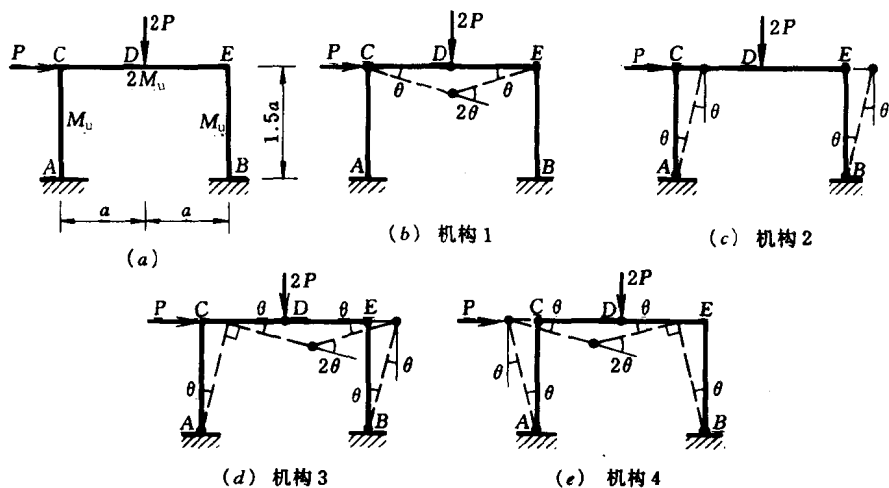 2P
P C D E
2Mu
Mu Mu
1.5a
A B
a a
(a)
2P
P C D E
θ θ
2θ
A B
(b) 机构1
2P
P C D E
θ θ
θ θ
A B
(c) 机构2
2P
P C θ D θ E
2θ θ
θ θ
A B
(d) 机构3
2P
P C θ D θ E
θ 2θ
θ θ
A B
(e) 机构4